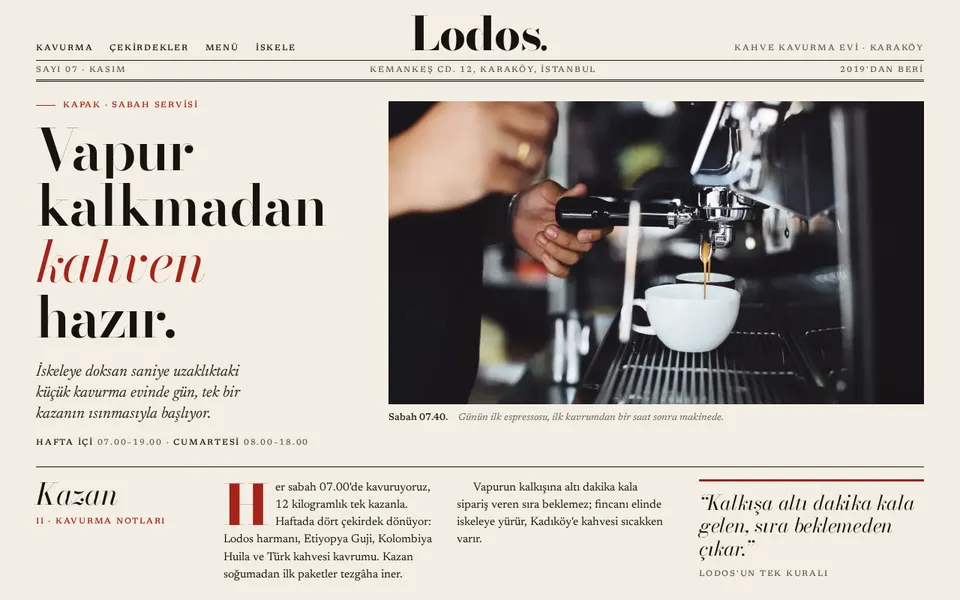 Lodos.
KAVURMA ÇEKİRDEKLER MENÜ İSKELE
KAHVE KAVURMA EVİ · KARAKÖY
SAYI 07 · KASIM
KEMANKEŞ CD. 12, KARAKÖY, İSTANBUL
2019'DAN BERİ
KAPAK · SABAH SERVİSİ
Vapur
kalkmadan
kahven
hazır.
İskeleye doksan saniye uzaklıktaki
küçük kavurma evinde gün, tek bir
kazanın ısınmasıyla başlıyor.
HAFTA İÇİ 07.00–19.00 · CUMARTESİ 08.00–18.00
Sabah 07.40. Günün ilk espressosu, ilk kavrumdan bir saat sonra makinede.
Kazan
II · KAVURMA NOTLARI
Her sabah 07.00'de kavuruyoruz,
12 kilogramlık tek kazanla.
Haftada dört çekirdek dönüyor:
Lodos harmanı, Etiyopya Guji, Kolombiya
Huila ve Türk kahvesi kavrumu. Kazan
soğumadan ilk paketler tezgâha iner.
Vapurun kalkışına altı dakika kala
sipariş veren sıra beklemez; fincanı elinde
iskeleye yürür, Kadıköy'e kahvesi sıcakken
varır.
“Kalkışa altı dakika kala
gelen, sıra beklemeden
çıkar.”
LODOS'UN TEK KURALI